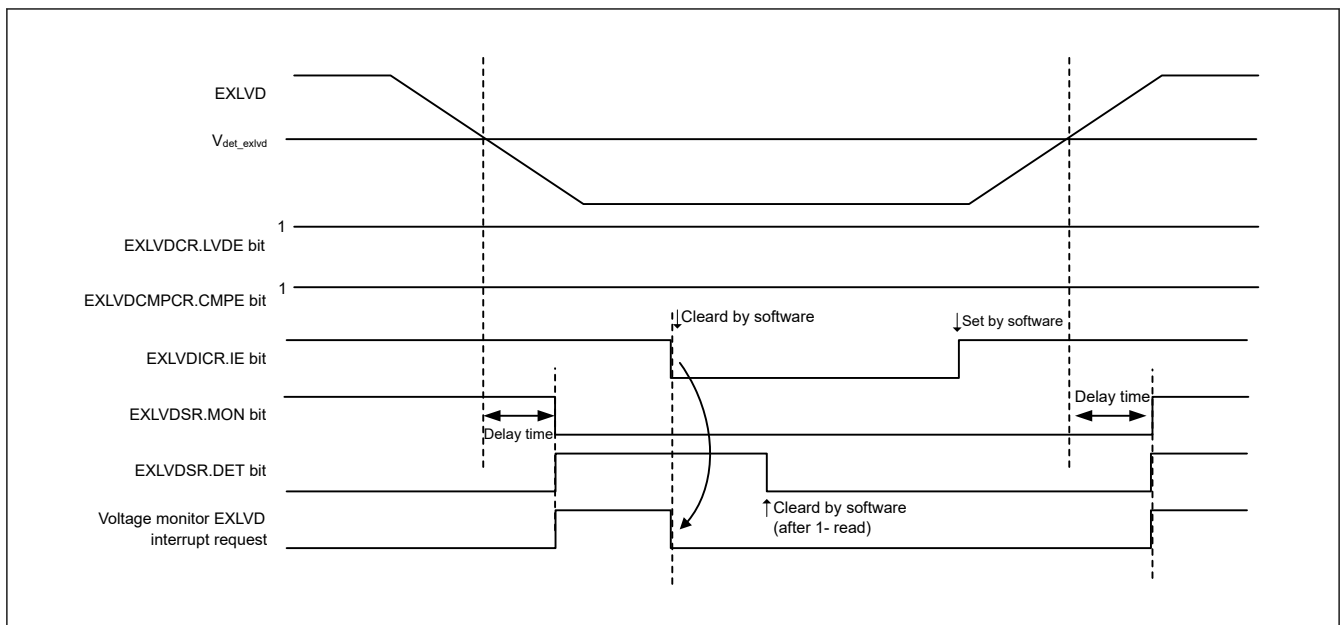 EXLVD
Vdet_exlvd
1
EXLVDCR.LVDE bit
1
EXLVDCMPCR.CMPE bit
↓Cleard by software
↓Set by software
EXLVDICR.IE bit
EXLVDSR.MON bit
Delay time
Delay time
EXLVDSR.DET bit
↑Cleard by software
(after 1- read)
Voltage monitor EXLVD
interrupt request